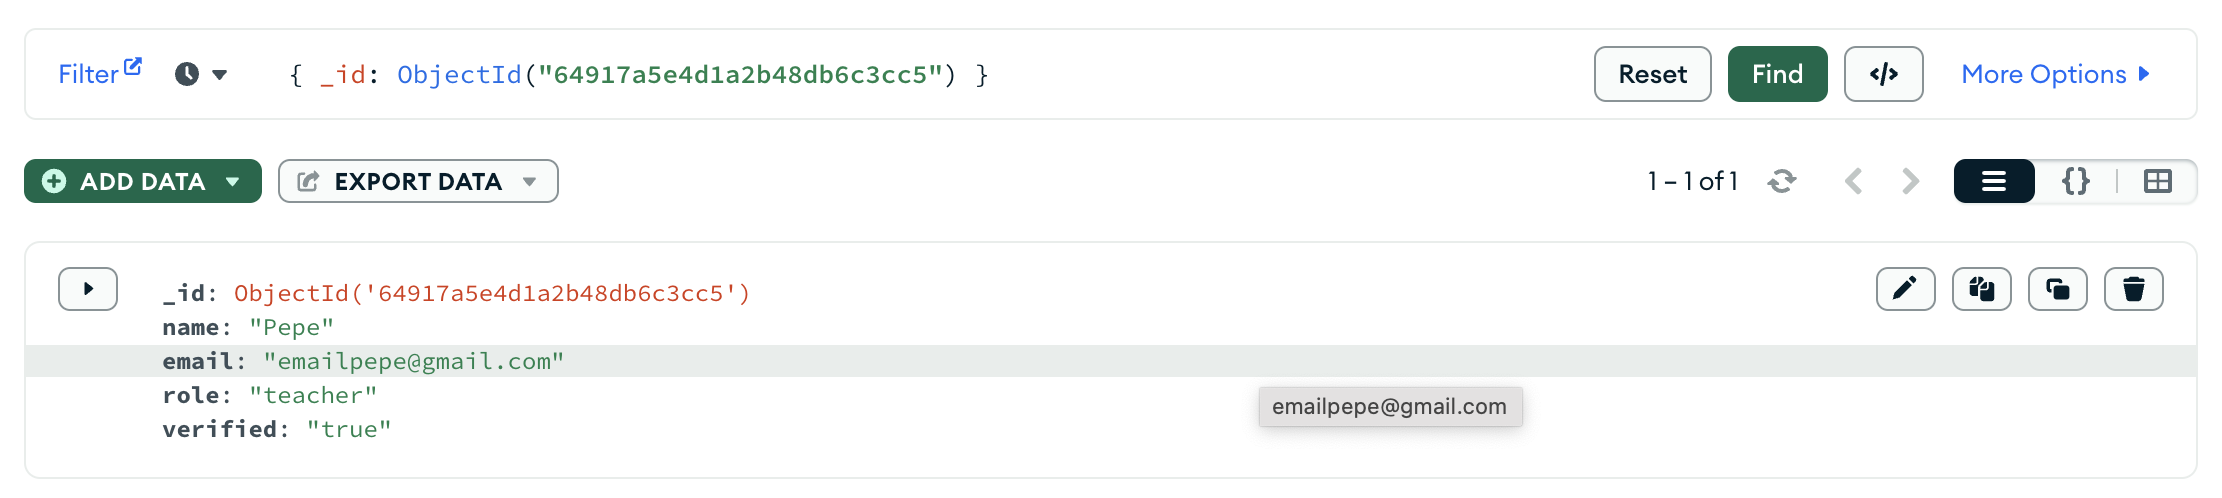 Filter { _id: ObjectId("64917a5e4d1a2b48db6c3cc5") } Reset Find </> More Options
ADD DATA EXPORT DATA 1 – 1 of 1 {}
_id: ObjectId('64917a5e4d1a2b48db6c3cc5')
name: "Pepe"
email: "emailpepe@gmail.com"
role: "teacher"
emailpepe@gmail.com
verified: "true"